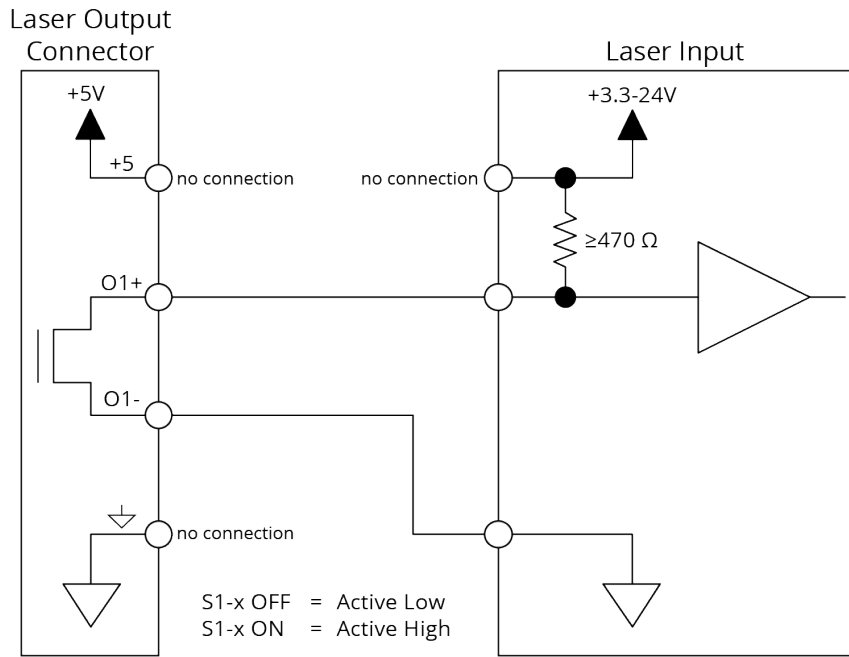 Laser Output
Connector
Laser Input
+5V
+3.3-24V
+5
no connection
no connection
≥470 Ω
O1+
O1-
no connection
S1-x OFF = Active Low
S1-x ON = Active High